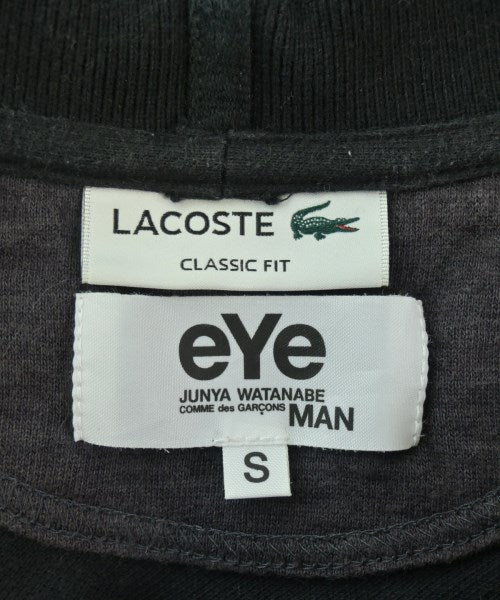 LACOSTE
CLASSIC FIT
eYe
JUNYA WATANABE
COMME des GARÇONS MAN
S